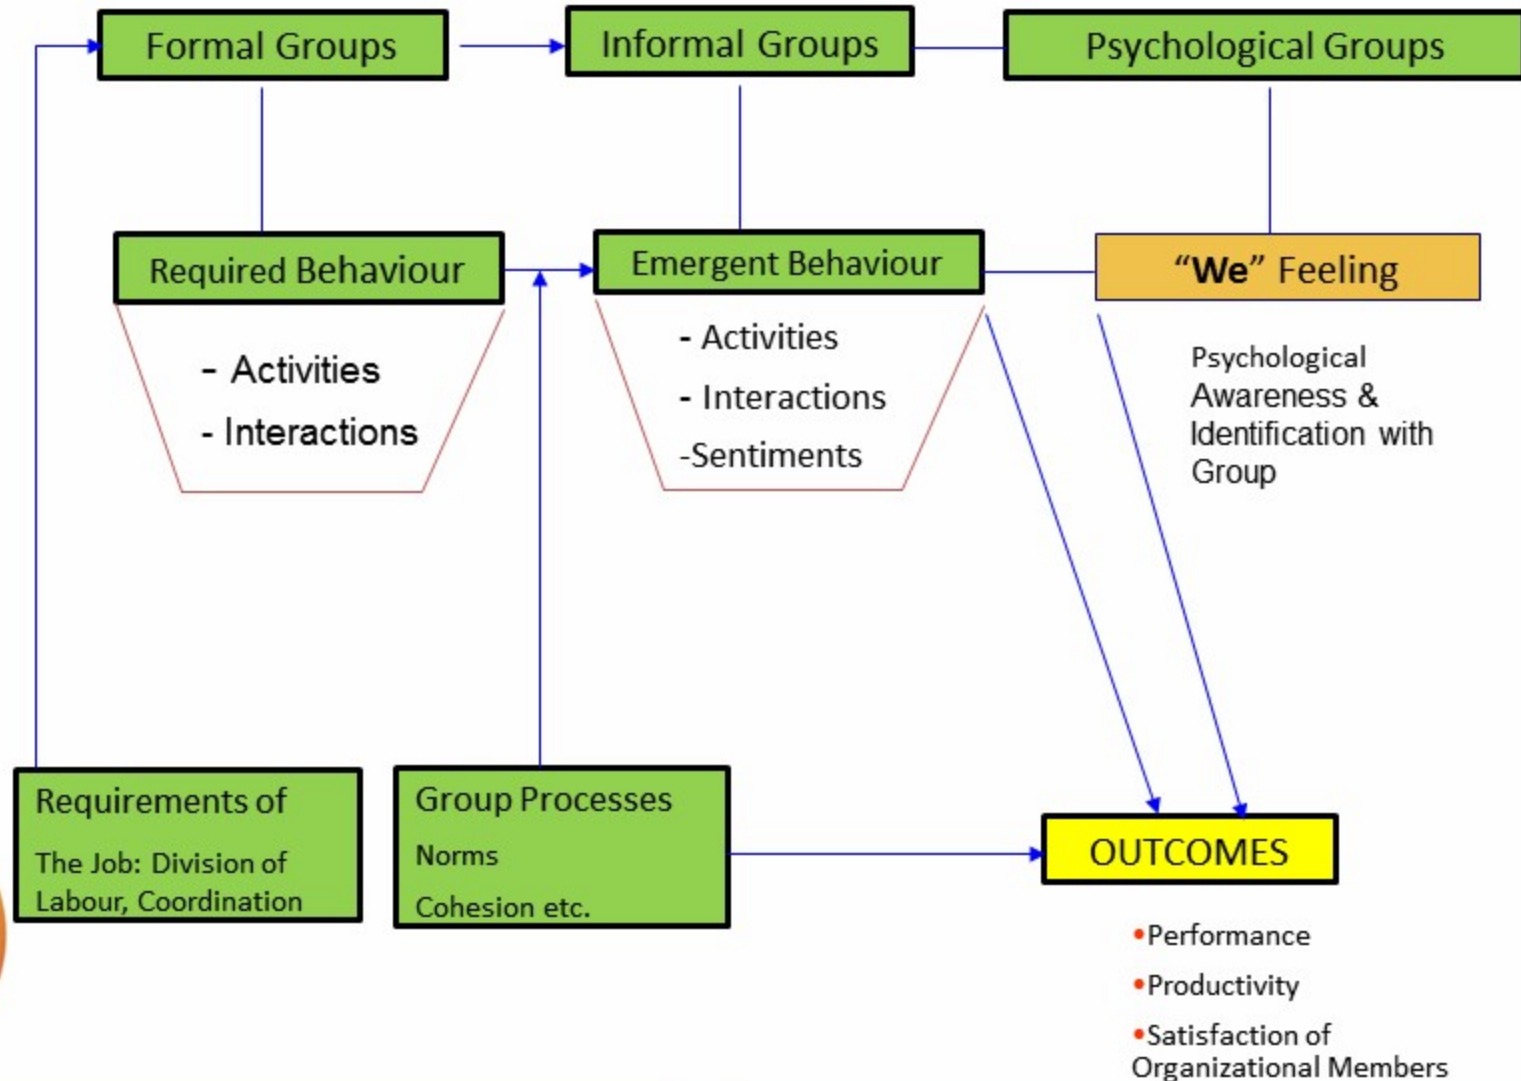 Formal Groups
Informal Groups
Psychological Groups
Required Behaviour
- Activities
- Interactions
Emergent Behaviour
- Activities
- Interactions
-Sentiments
“We” Feeling
Psychological
Awareness &
Identification with
Group
Requirements of
The Job: Division of
Labour, Coordination
Group Processes
Norms
Cohesion etc.
OUTCOMES
•Performance
•Productivity
•Satisfaction of
Organizational Members